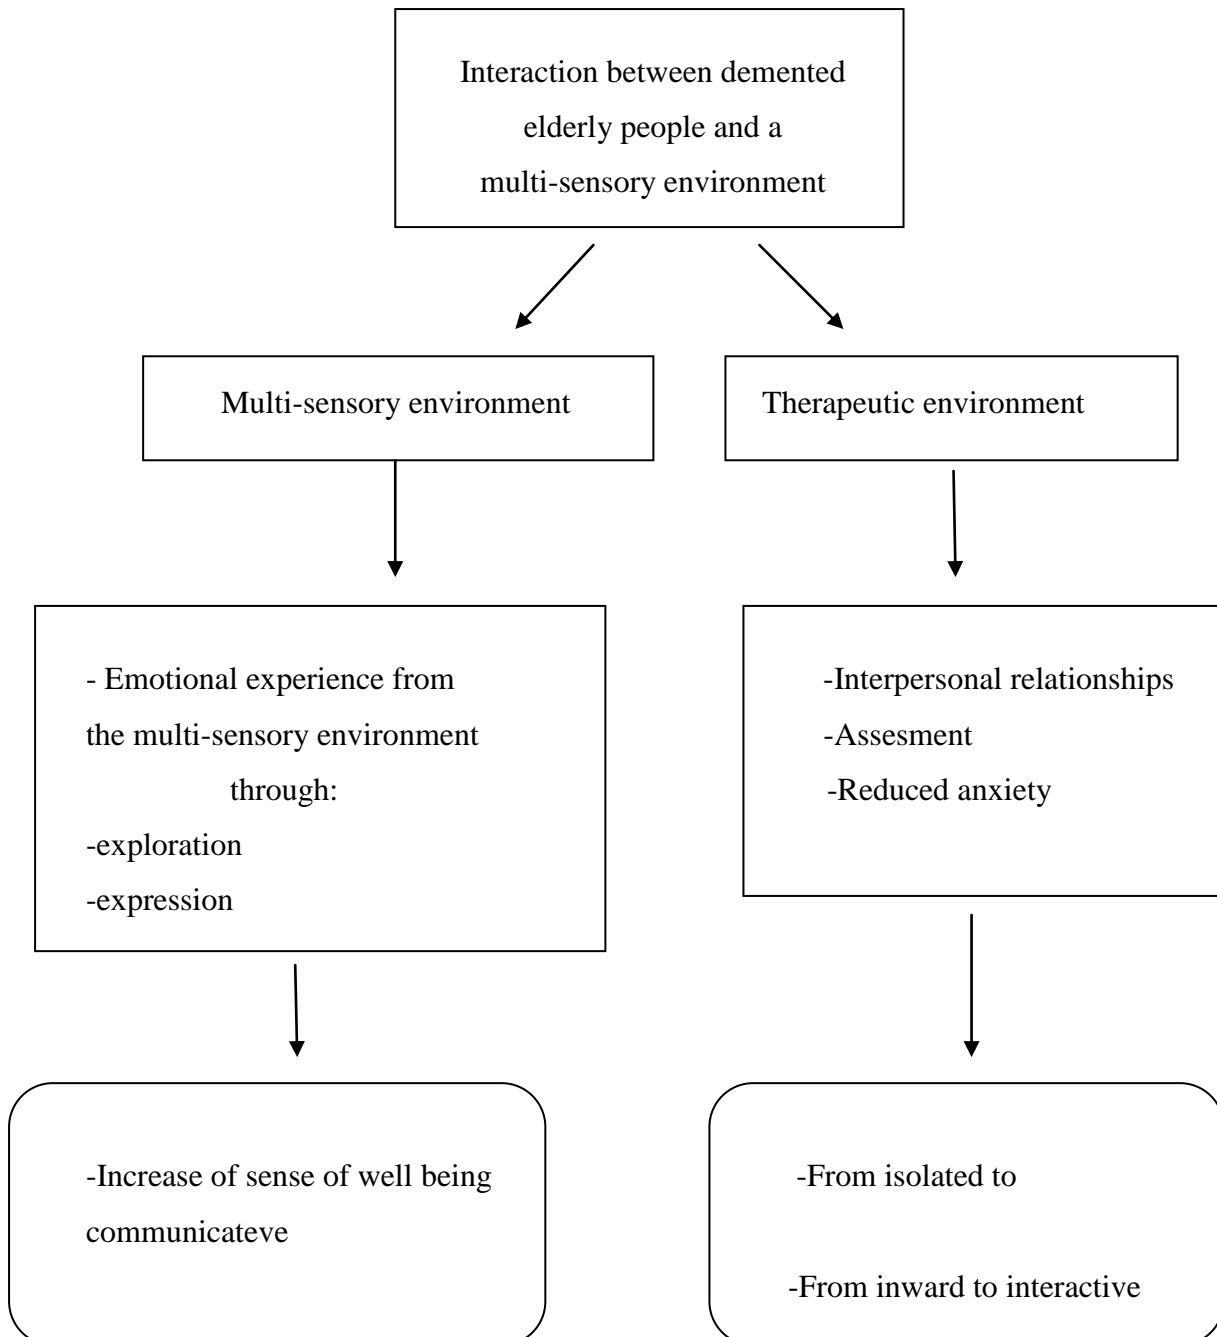 Interaction between demented
elderly people and a
multi-sensory environment
Multi-sensory environment
Therapeutic environment
- Emotional experience from
the multi-sensory environment
through:
-exploration
-expression
-Interpersonal relationships
-Assesment
-Reduced anxiety
-Increase of sense of well being
communicateve
-From isolated to
-From inward to interactive